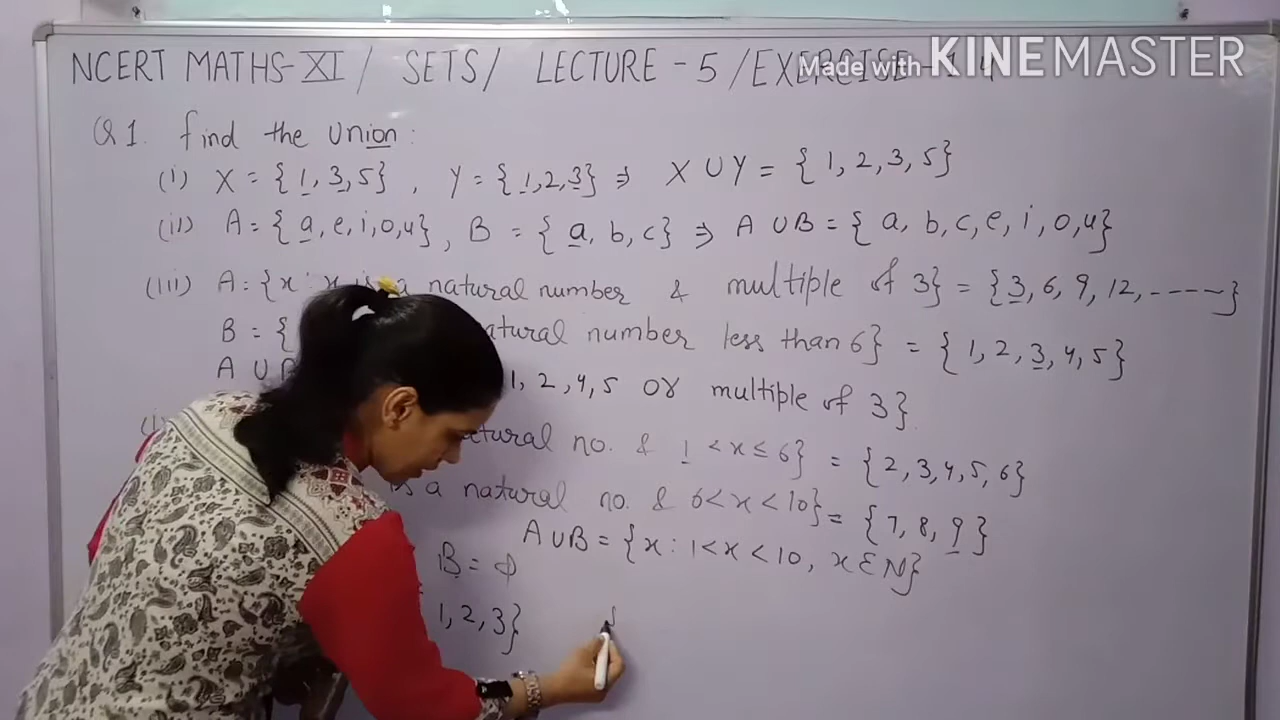 NCERT MATHS-XI / SETS / LECTURE - 5 / EXERCISE - 4
Made with KINEMASTER
Q 1. find the union :
(i) X = { 1, 3, 5} , Y = { 1, 2, 3} ⇒ X ∪ Y = { 1, 2, 3, 5}
(ii) A = { a, e, i, o, u} , B = { a, b, c} ⇒ A ∪ B = { a, b, c, e, i, o, u}
(iii) A = {x : x is a natural number & multiple of 3} = { 3, 6, 9, 12, ----- }
B = { natural number less than 6} = { 1, 2, 3, 4, 5}
A ∪ 1, 2, 4, 5 or multiple of 3}
natural no. & 1 < x ≤ 6} = { 2, 3, 4, 5, 6}
is a natural no. & 6 < x < 10} = { 7, 8, 9 }
A ∪ B = { x : 1 < x < 10, x ∈ N}
B = ϕ
1, 2, 3}